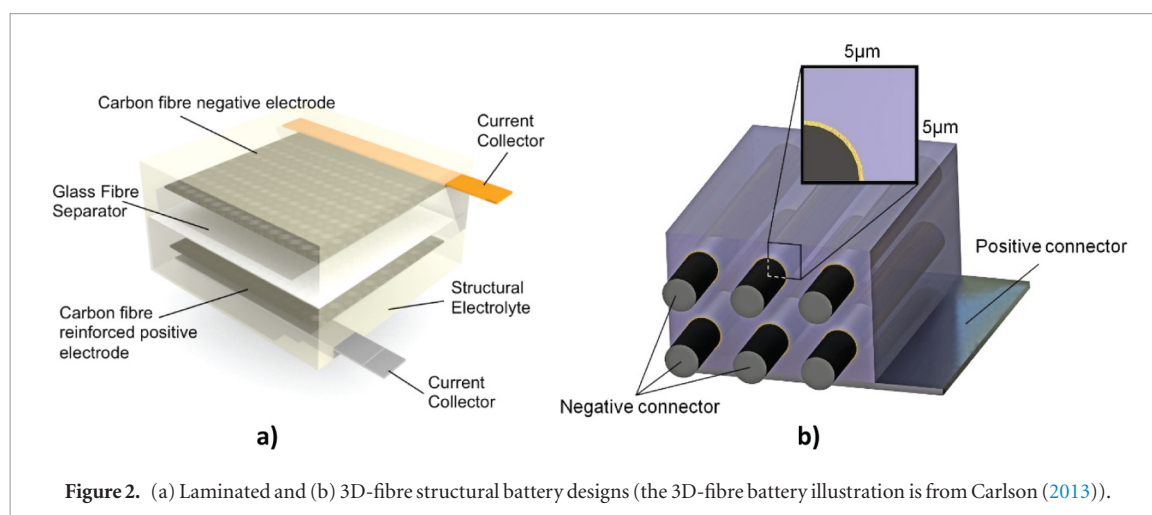 Carbon fibre negative electrode
Current
Collector
Glass Fibre
Separator
Structural
Electrolyte
Carbon fibre
reinforced positive
electrode
Current
Collector
a)
5µm
5µm
Positive connector
Negative connector
b)
Figure 2. (a) Laminated and (b) 3D-fibre structural battery designs (the 3D-fibre battery illustration is from Carlson (2013)).